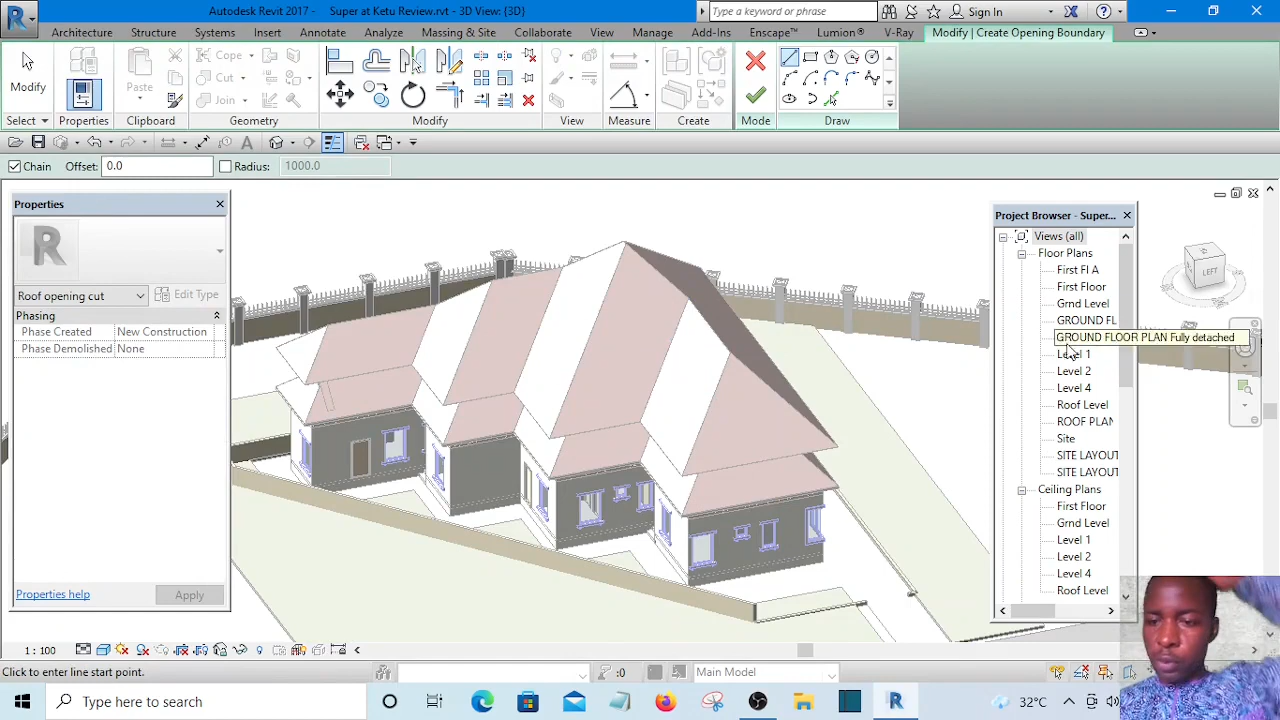 Autodesk Revit 2017 - Super at Ketu Review.rvt - 3D View: {3D}
Type a keyword or phrase
Sign In
Architecture Structure Systems Insert Annotate Analyze Massing & Site Collaborate View Manage Add-Ins Enscape™ Lumion® V-Ray Modify | Create Opening Boundary
Modify
Paste
Cope
Cut
Join
Select Properties Clipboard Geometry Modify View Measure Create Mode Draw
Chain Offset: 0.0 Radius: 1000.0
Properties
Roof opening cut Edit Type
Phasing
Phase Created New Construction
Phase Demolished None
Properties help Apply
Project Browser - Super...
Views (all)
Floor Plans
First Fl A
First Floor
Grnd Level
GROUND FL
GROUND FLOOR PLAN Fully detached
Level 1
Level 2
Level 4
Roof Level
ROOF PLAN
Site
SITE LAYOUT
SITE LAYOUT
Ceiling Plans
First Floor
Grnd Level
Level 1
Level 2
Level 4
Roof Level
LEFT
1 : 100
Click to enter line start point.
:0
Main Model
Type here to search
32°C